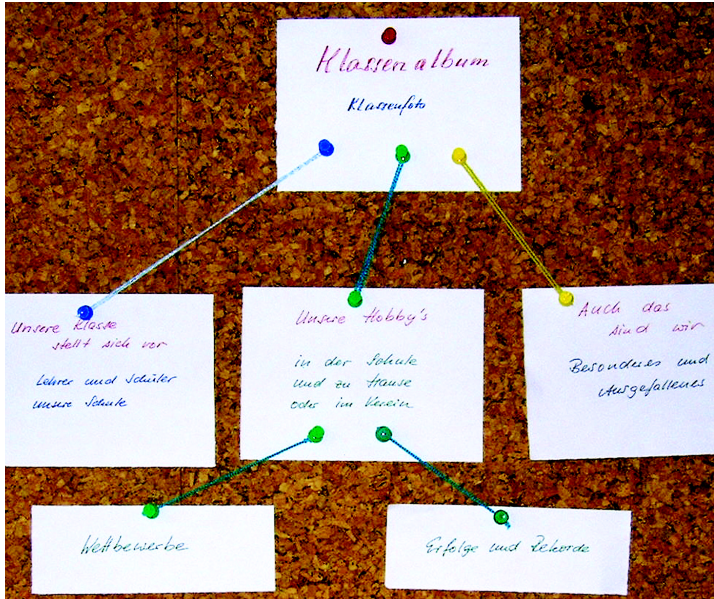 Klassenalbum
Klassenfoto
Unsere Klasse
stellt sich vor
Lehrer und Schüler
unsere Schule
Unsere Hobby's
in der Schule
und zu Hause
oder im Verein
Auch das
sind wir
Besonderes und
Ausgefallenes
Wettbewerbe
Erfolge und Rekorde